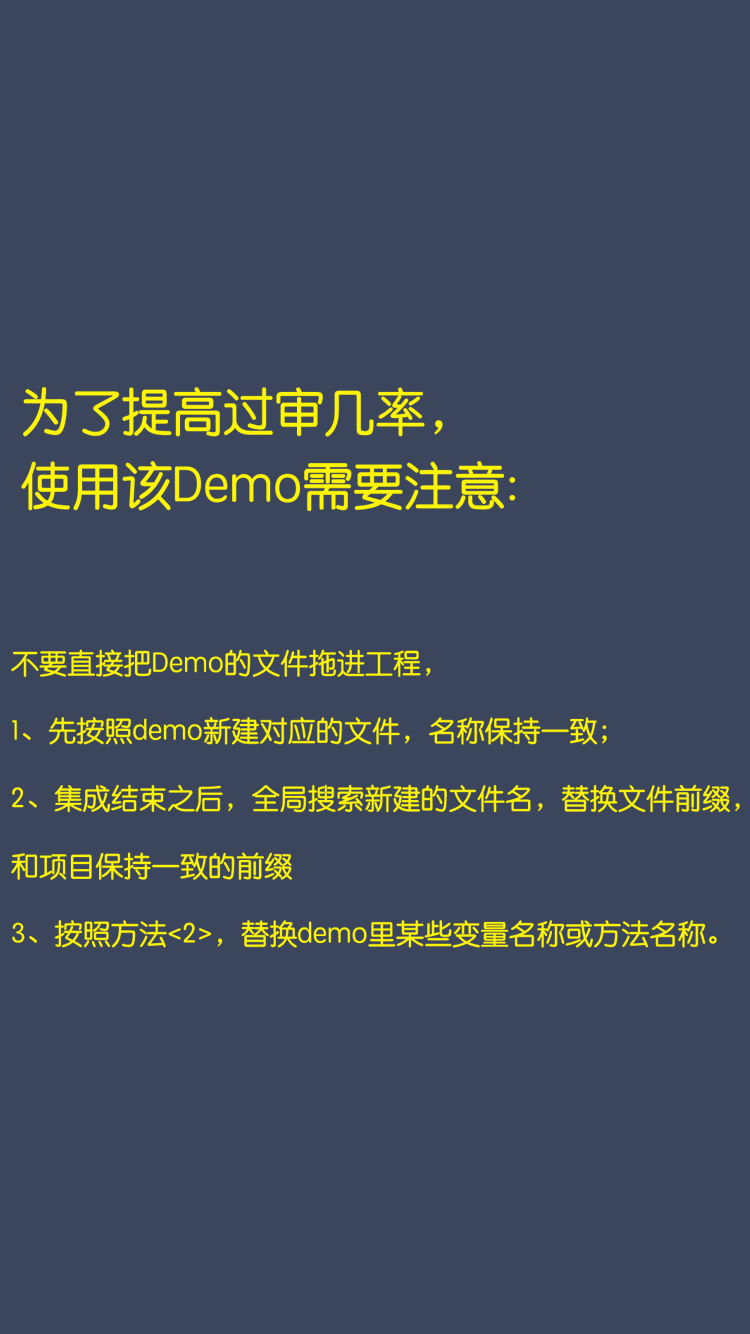 为了提高过审几率，
使用该Demo需要注意:
不要直接把Demo的文件拖进工程，
1、先按照demo新建对应的文件，名称保持一致；
2、集成结束之后，全局搜索新建的文件名，替换文件前缀，
和项目保持一致的前缀
3、按照方法<2>，替换demo里某些变量名称或方法名称。